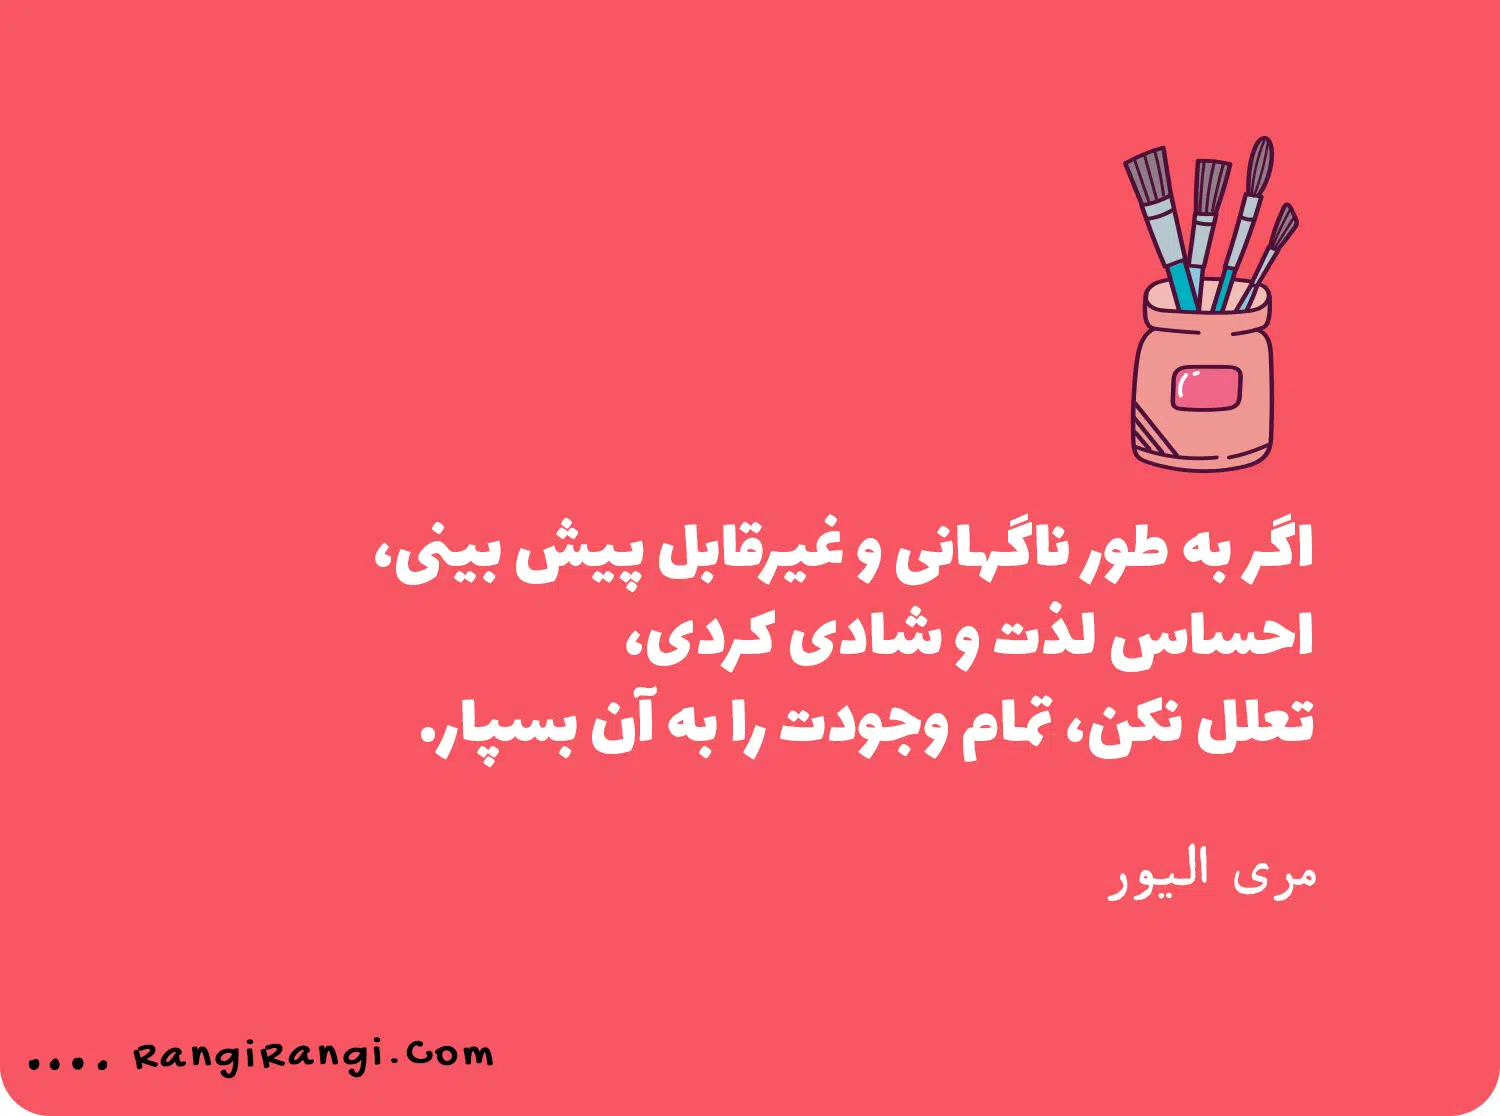 اگر به طور ناگهانی و غیرقابل پیش بینی،
احساس لذت و شادی کردی،
تعلل نکن، تمام وجودت را به آن بسپار.
مری الیور
.... RangiRangi.com